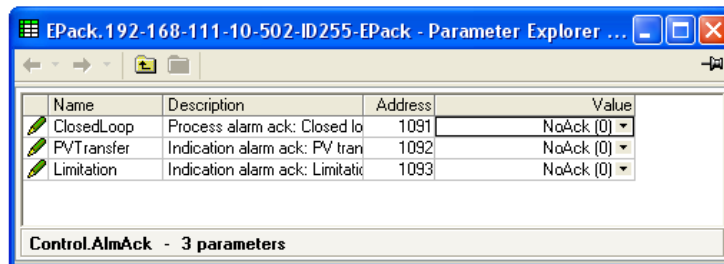 EPack.192-168-111-10-502-ID255-EPack - Parameter Explorer ...
Name Description Address Value
ClosedLoop Process alarm ack: Closed lo 1091 NoAck (0)
PVTransfer Indication alarm ack: PV tran 1092 NoAck (0)
Limitation Indication alarm ack: Limitatio 1093 NoAck (0)
Control.AlmAck - 3 parameters